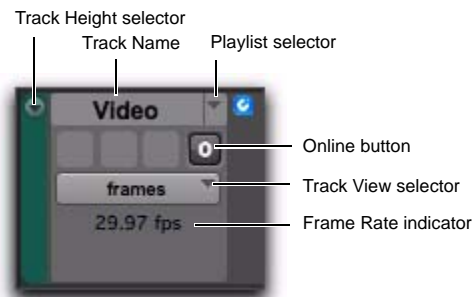 Track Height selector
Track Name
Playlist selector
Video
O
Online button
frames
Track View selector
29.97 fps
Frame Rate indicator